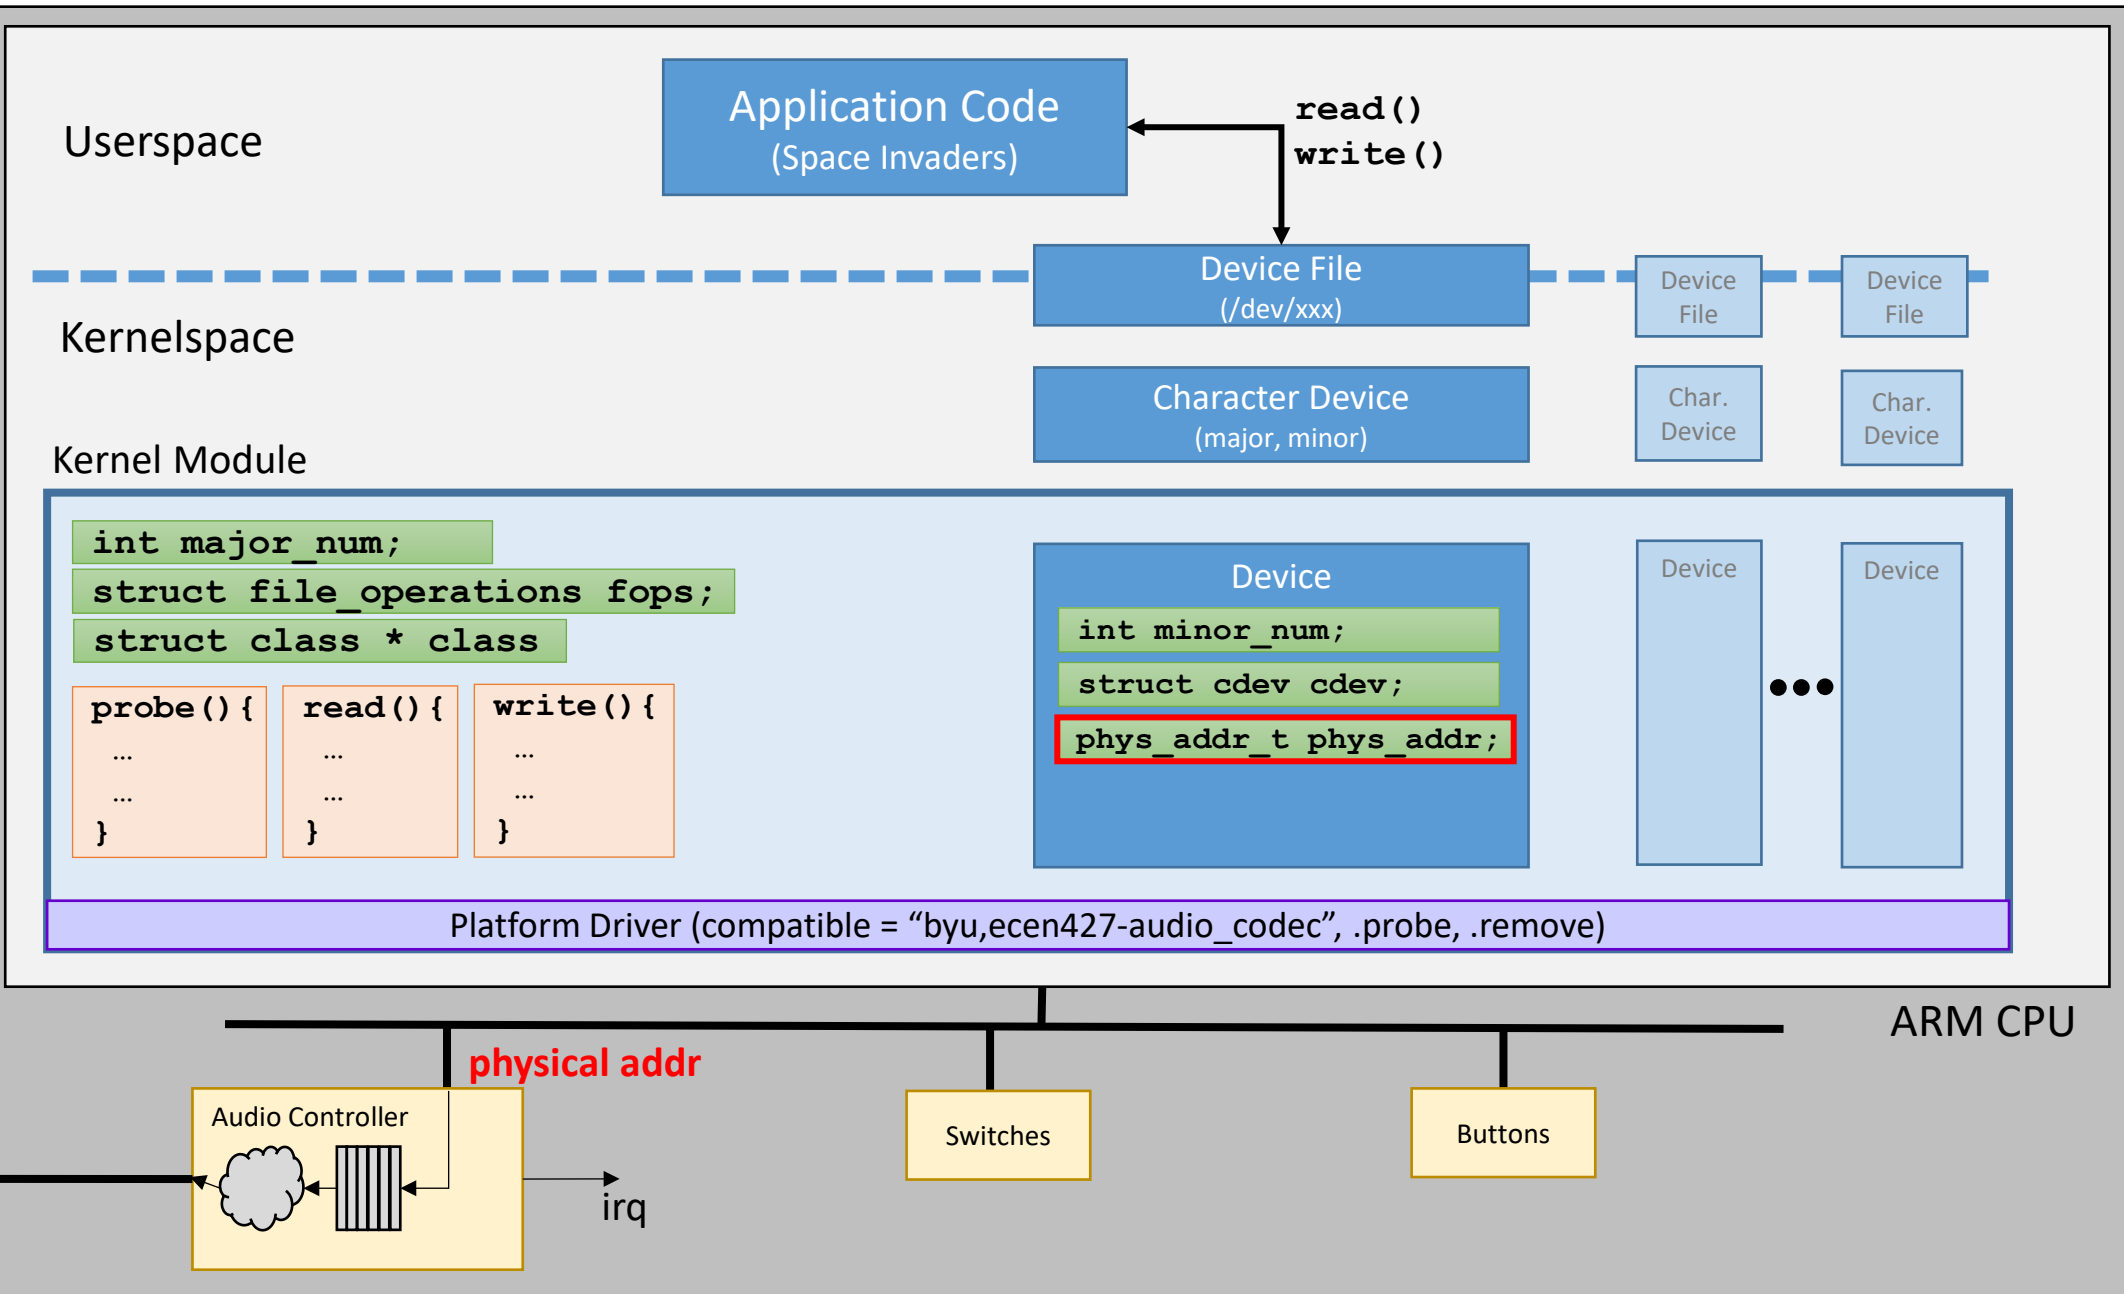 Userspace
Application Code
(Space Invaders)
read()
write()
Device File
(/dev/xxx)
Device
File
Device
File
Kernelspace
Character Device
(major, minor)
Char.
Device
Char.
Device
Kernel Module
int major_num;
struct file_operations fops;
struct class * class
probe(){
…
…
}
read(){
…
…
}
write(){
…
…
}
Device
int minor_num;
struct cdev cdev;
phys_addr_t phys_addr;
Device
Device
Platform Driver (compatible = “byu,ecen427-audio_codec”, .probe, .remove)
ARM CPU
physical addr
Audio Controller
irq
Switches
Buttons